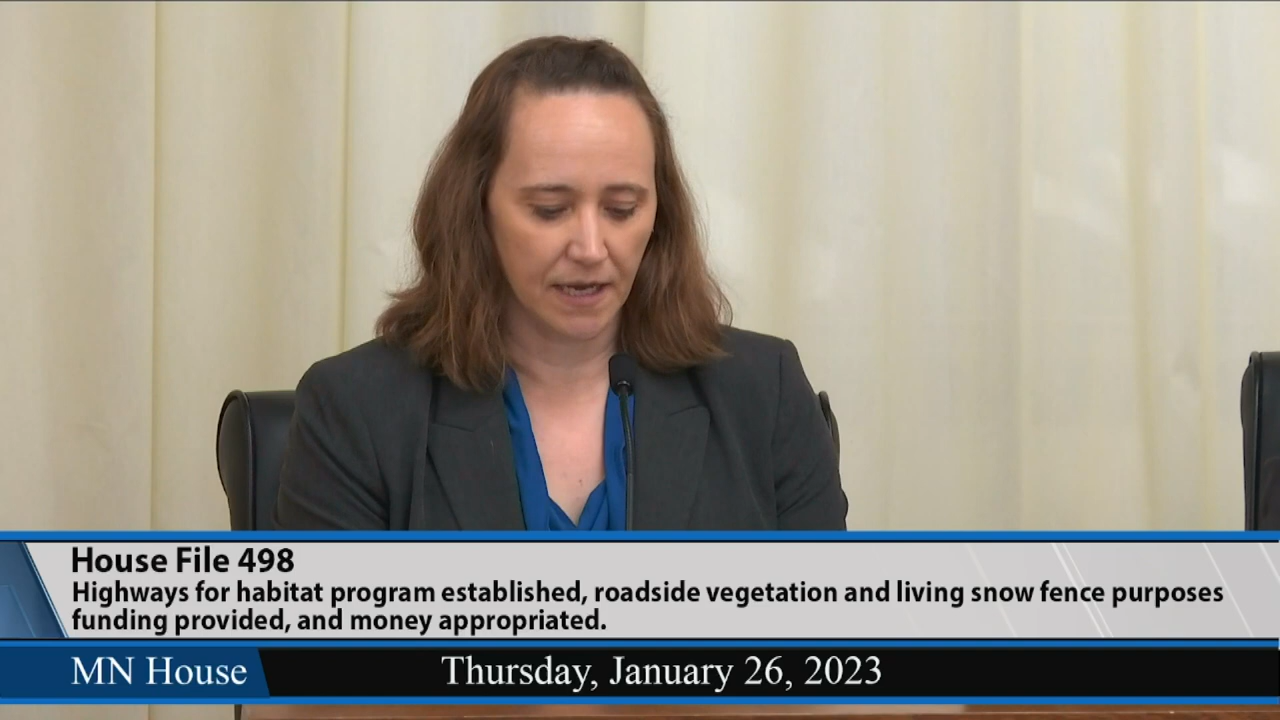 House File 498
Highways for habitat program established, roadside vegetation and living snow fence purposes
funding provided, and money appropriated.
MN House Thursday, January 26, 2023